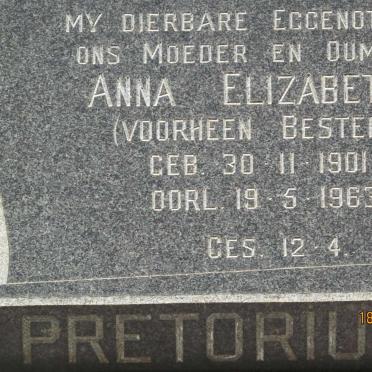 MY DIERBARE EGGENOT
ONS MOEDER EN OUM
ANNA ELIZABET
(VOORHEEN BESTER
GEB. 30·11·1901
OORL. 19·5·1963
GES. 12·4.
PRETORIU
18